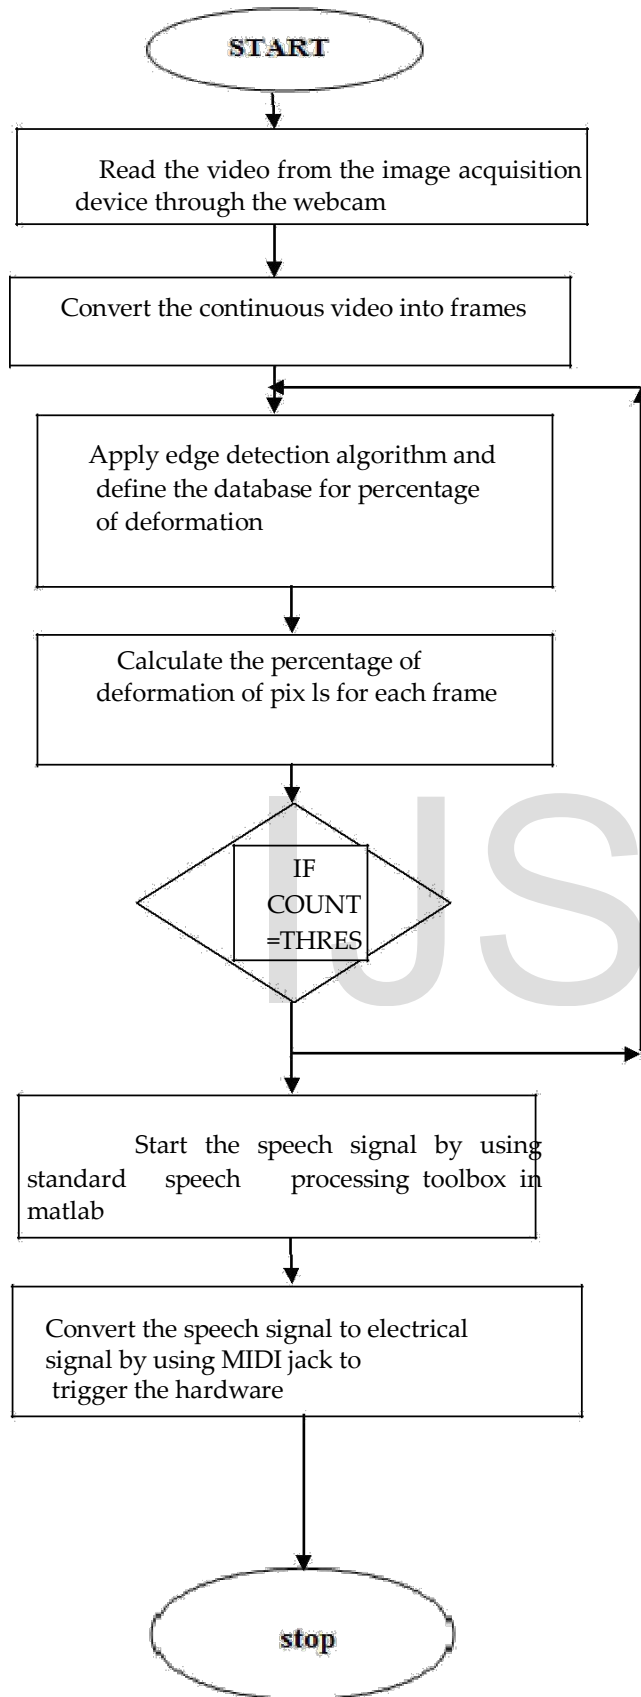 START
Read the video from the image acquisition
device through the webcam
Convert the continuous video into frames
Apply edge detection algorithm and
define the database for percentage
of deformation
Calculate the percentage of
deformation of pix ls for each frame
IF
COUNT
=THRES
IJS
Start the speech signal by using
standard speech processing toolbox in
matlab
Convert the speech signal to electrical
signal by using MIDI jack to
trigger the hardware
stop